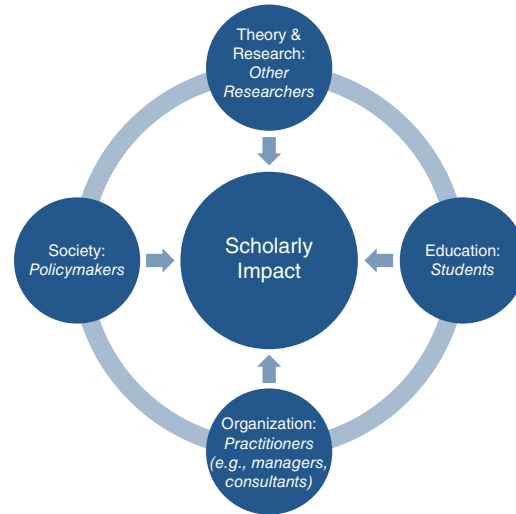 Theory &
Research:
Other
Researchers
Society:
Policymakers
Scholarly
Impact
Education:
Students
Organization:
Practitioners
(e.g., managers,
consultants)